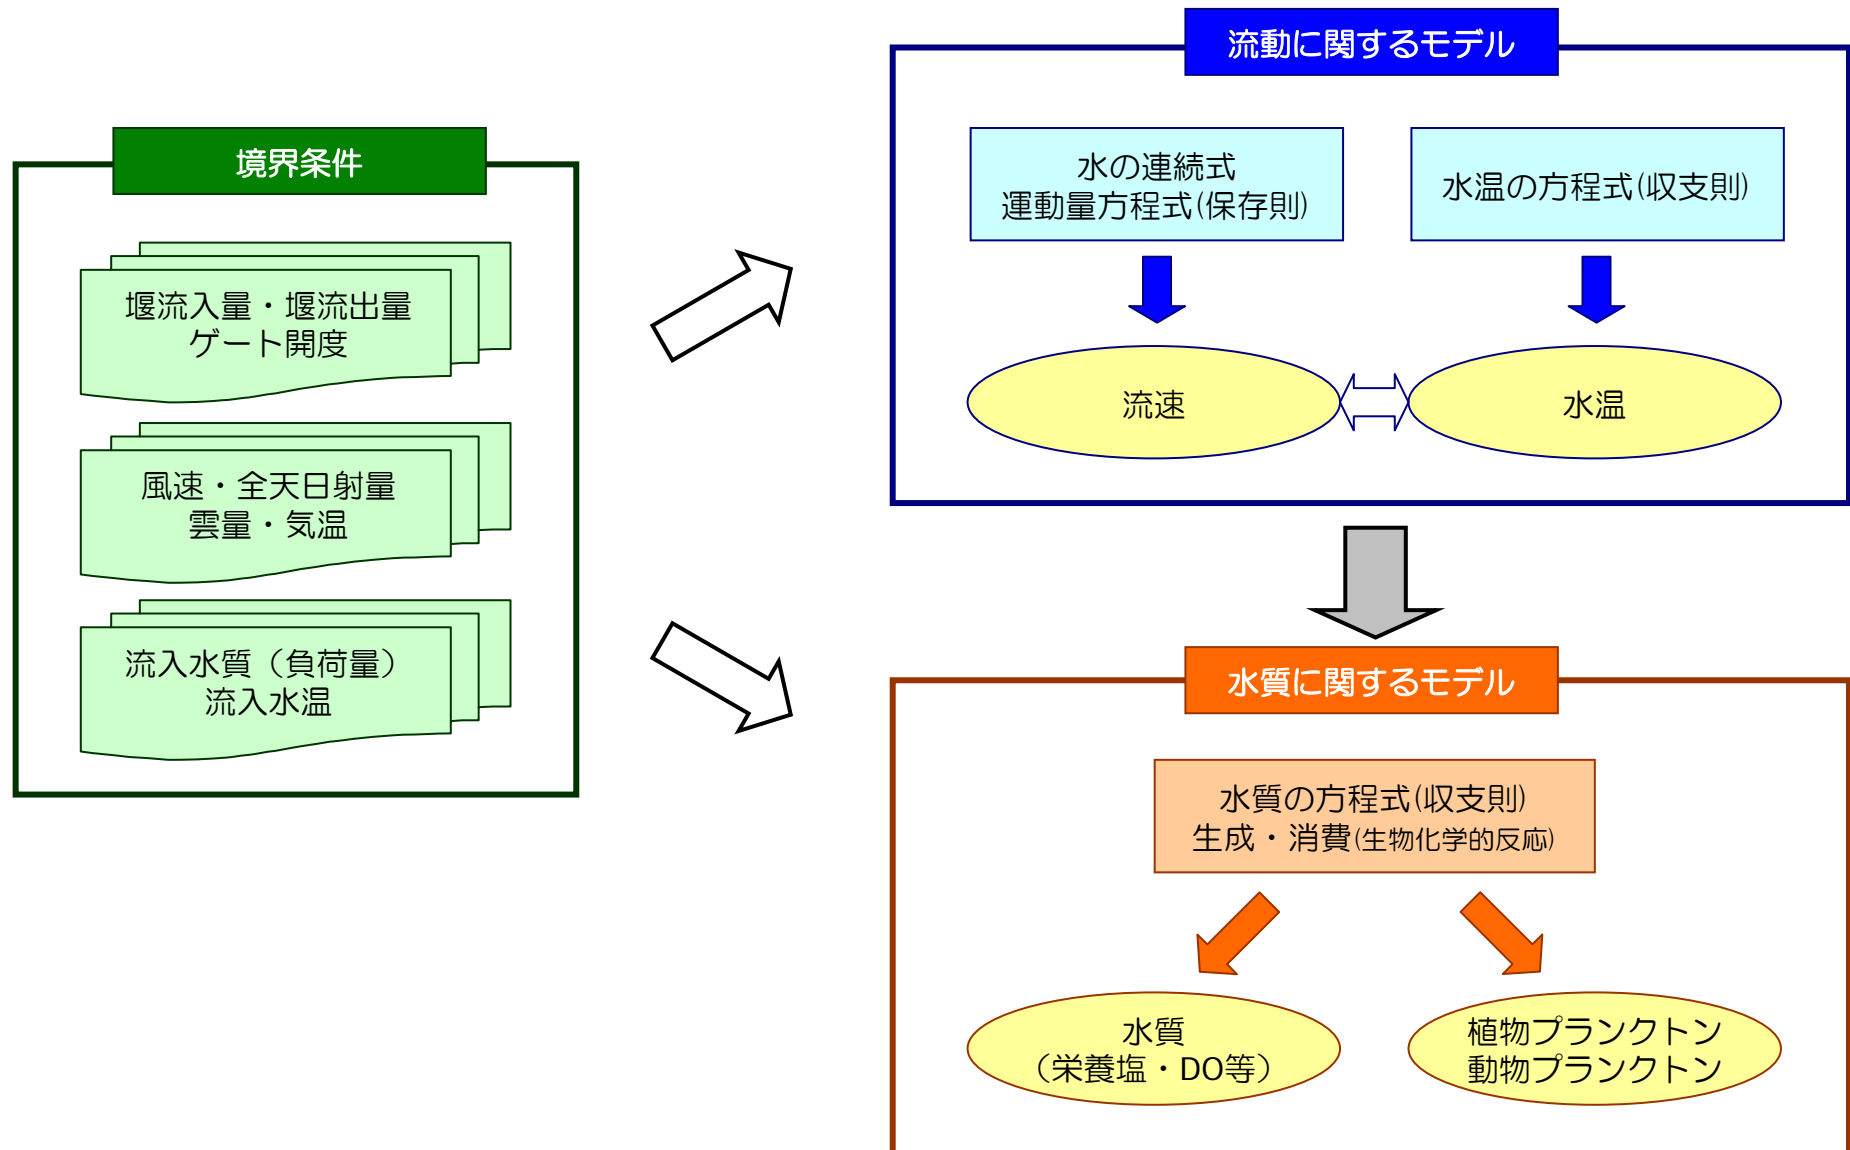 境界条件
堰流入量・堰流出量
ゲート開度
風速・全天日射量
雲量・気温
流入水質（負荷量）
流入水温
流動に関するモデル
水の連続式
運動量方程式(保存則)
水温の方程式(収支則)
流速
水温
水質に関するモデル
水質の方程式(収支則)
生成・消費(生物化学的反応)
水質
（栄養塩・DO等）
植物プランクトン
動物プランクトン